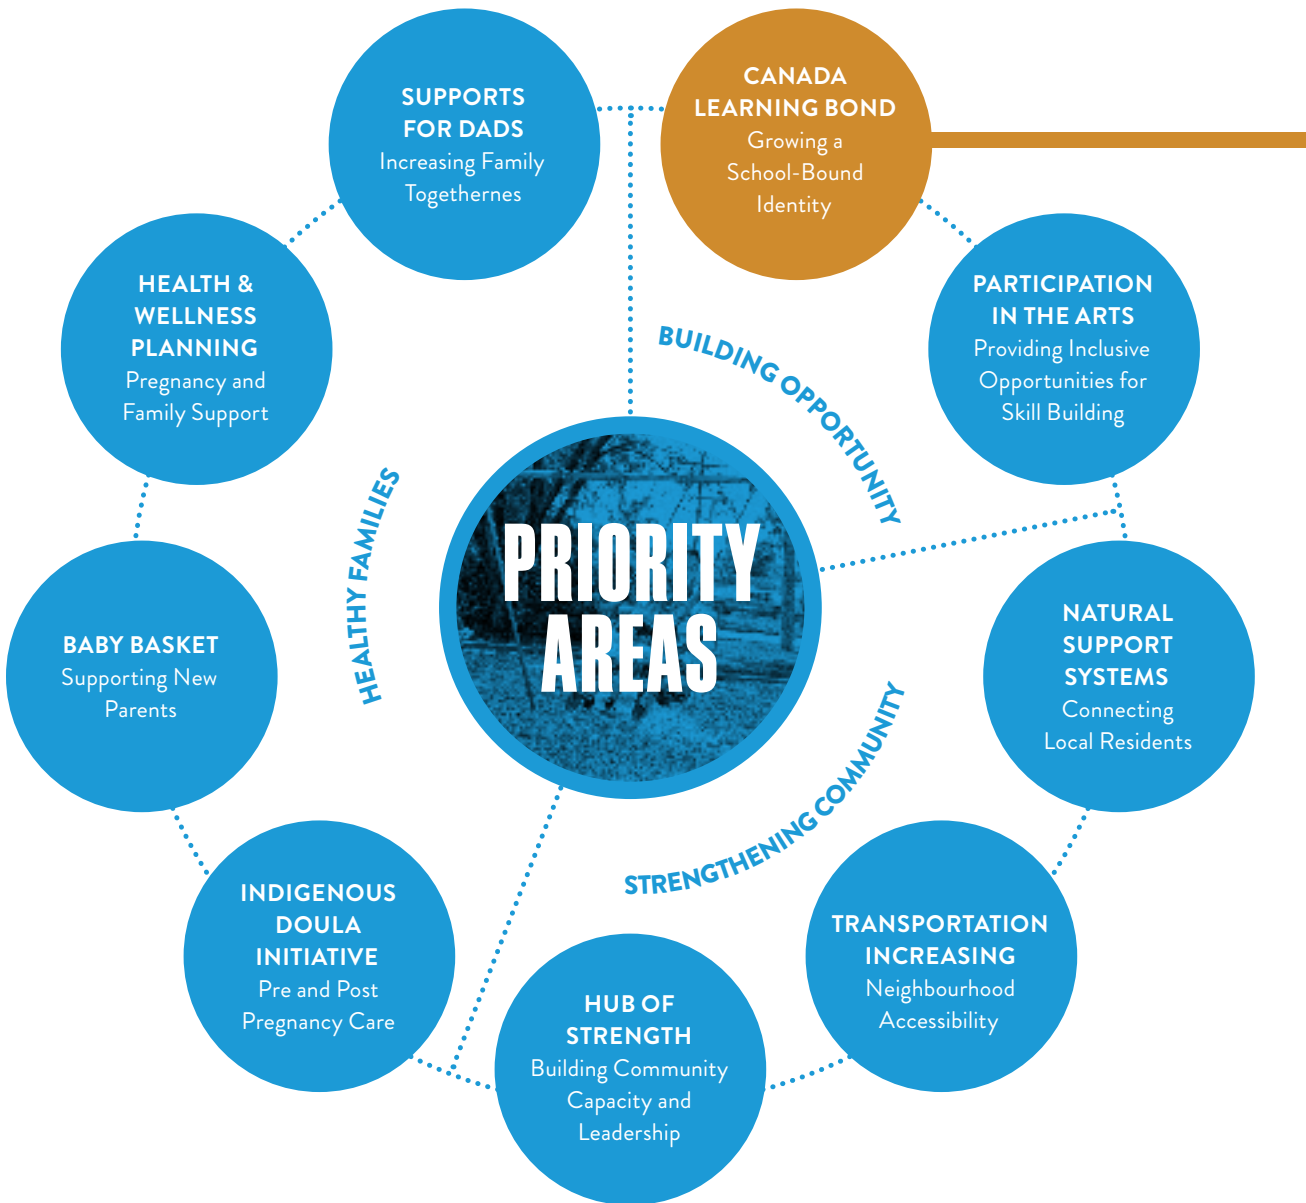 SUPPORTS
FOR DADS
Increasing Family
Togethernes
CANADA
LEARNING BOND
Growing a
School-Bound
Identity
HEALTH &
WELLNESS
PLANNING
Pregnancy and
Family Support
PARTICIPATION
IN THE ARTS
Providing Inclusive
Opportunities for
Skill Building
BUILDING OPPORTUNITY
HEALTHY FAMILIES
PRIORITY
AREAS
BABY BASKET
Supporting New
Parents
NATURAL
SUPPORT
SYSTEMS
Connecting
Local Residents
STRENGTHENING COMMUNITY
INDIGENOUS
DOULA
INITIATIVE
Pre and Post
Pregnancy Care
TRANSPORTATION
INCREASING
Neighbourhood
Accessibility
HUB OF
STRENGTH
Building Community
Capacity and
Leadership